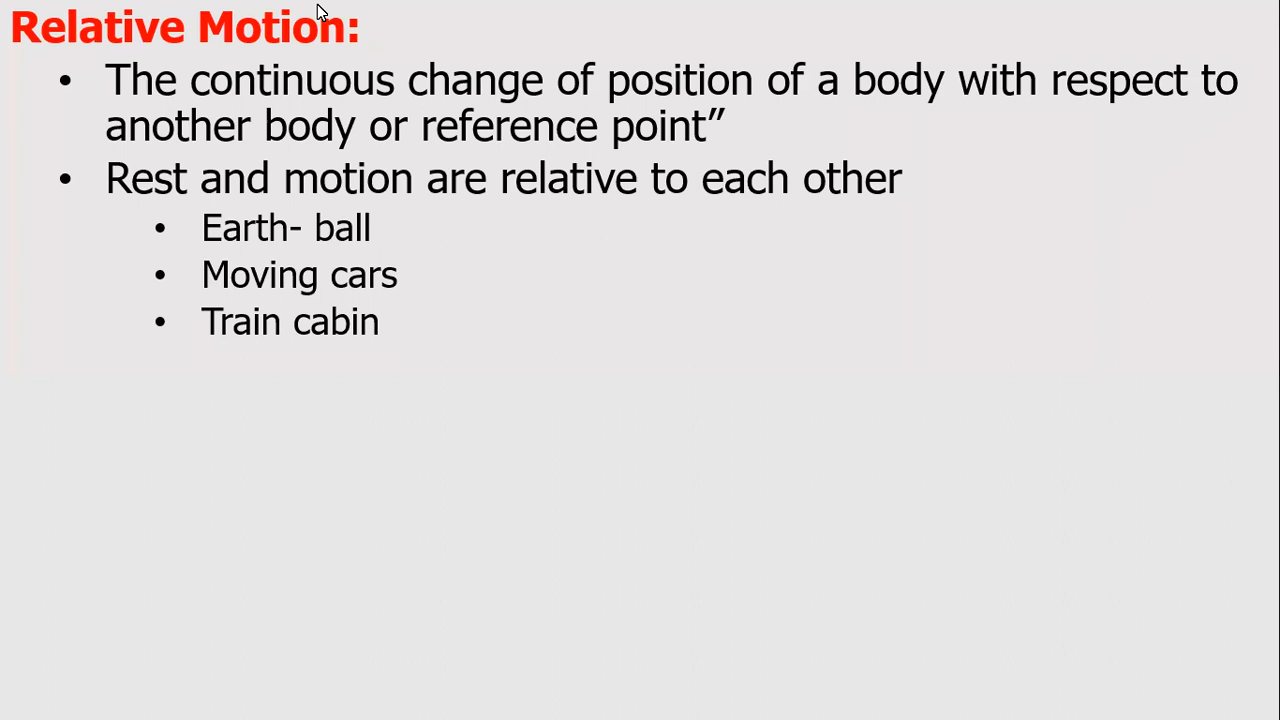 Relative Motion:
• The continuous change of position of a body with respect to
another body or reference point”
• Rest and motion are relative to each other
• Earth- ball
• Moving cars
• Train cabin